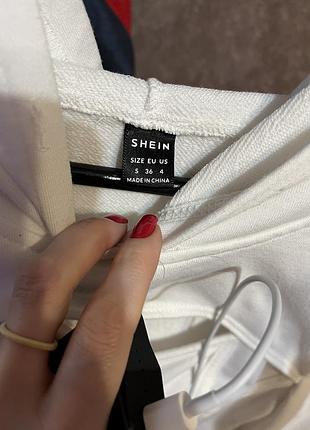 SHEIN
SIZE EU US
S 36 4
MADE IN CHINA